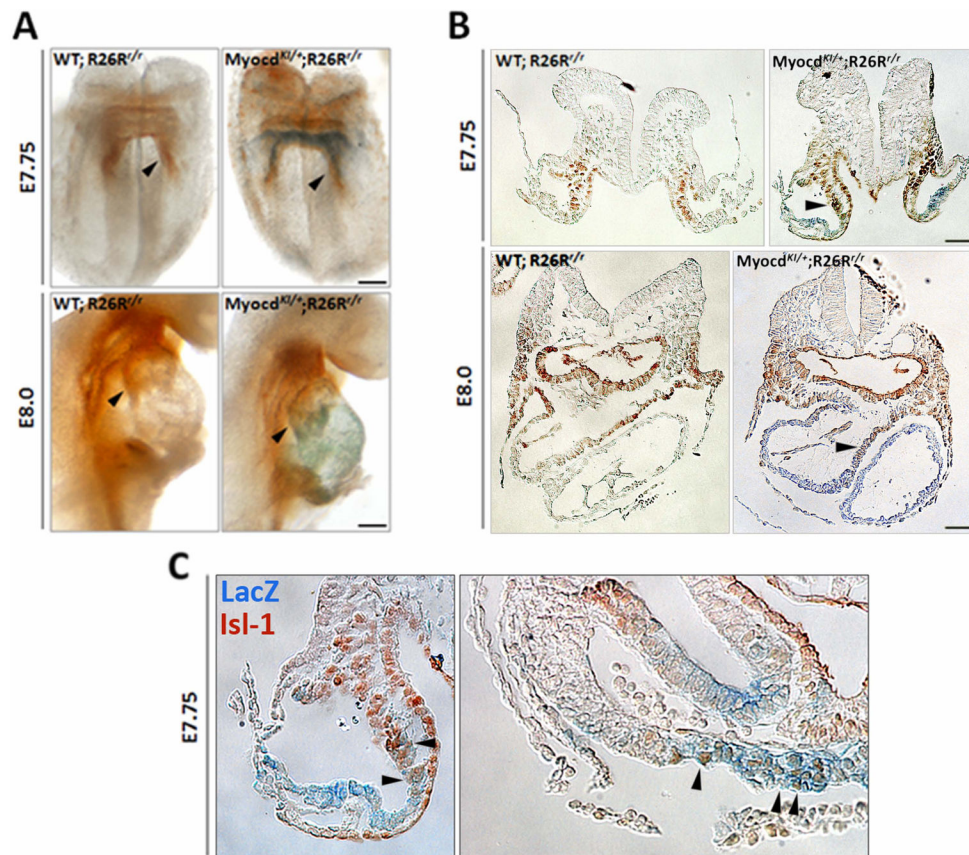 A
B
WT; R26R^r/r
Myocd^KI/+;R26R^r/r
WT; R26R^r/r
Myocd^KI/+;R26R^r/r
E7.75
E7.75
WT; R26R^r/r
Myocd^KI/+;R26R^r/r
WT; R26R^r/r
Myocd^KI/+;R26R^r/r
E8.0
E8.0
C
LacZ
Isl-1
E7.75